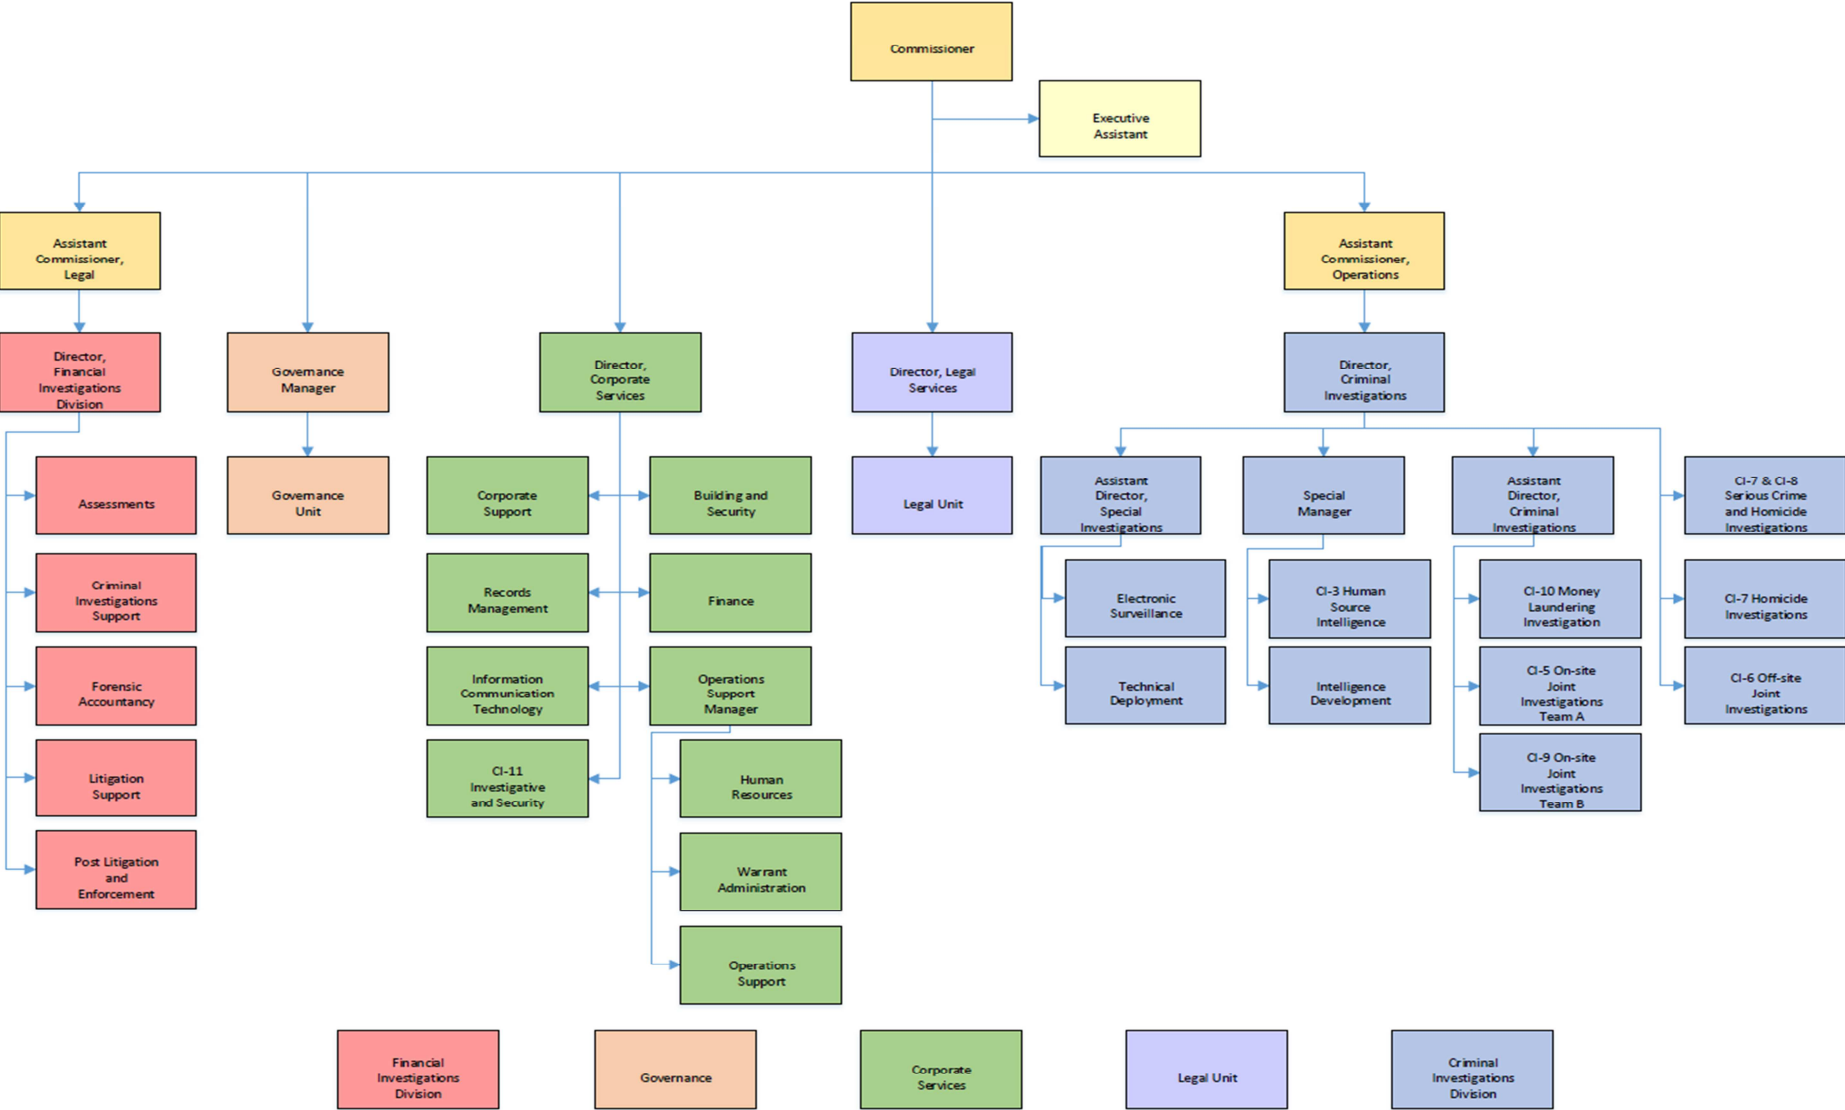 Commissioner
Executive
Assistant
Assistant
Commissioner,
Legal
Assistant
Commissioner,
Operations
Director,
Financial
Investigations
Division
Governance
Manager
Director,
Corporate
Services
Director, Legal
Services
Director,
Criminal
Investigations
Assessments
Criminal
Investigations
Support
Forensic
Accountancy
Litigation
Support
Post Litigation
and
Enforcement
Governance
Unit
Corporate
Support
Building and
Security
Records
Management
Finance
Information
Communication
Technology
Operations
Support
Manager
CI-11
Investigative
and Security
Human
Resources
Warrant
Administration
Operations
Support
Legal Unit
Assistant
Director,
Special
Investigations
Electronic
Surveillance
Technical
Deployment
Special
Manager
CI-3 Human
Source
Intelligence
Intelligence
Development
Assistant
Director,
Criminal
Investigations
CI-10 Money
Laundering
Investigation
CI-5 On-site
Joint
Investigations
Team A
CI-9 On-site
Joint
Investigations
Team B
CI-7 & CI-8
Serious Crime
and Homicide
Investigations
CI-7 Homicide
Investigations
CI-6 Off-site
Joint
Investigations
Financial
Investigations
Division
Governance
Corporate
Services
Legal Unit
Criminal
Investigations
Division